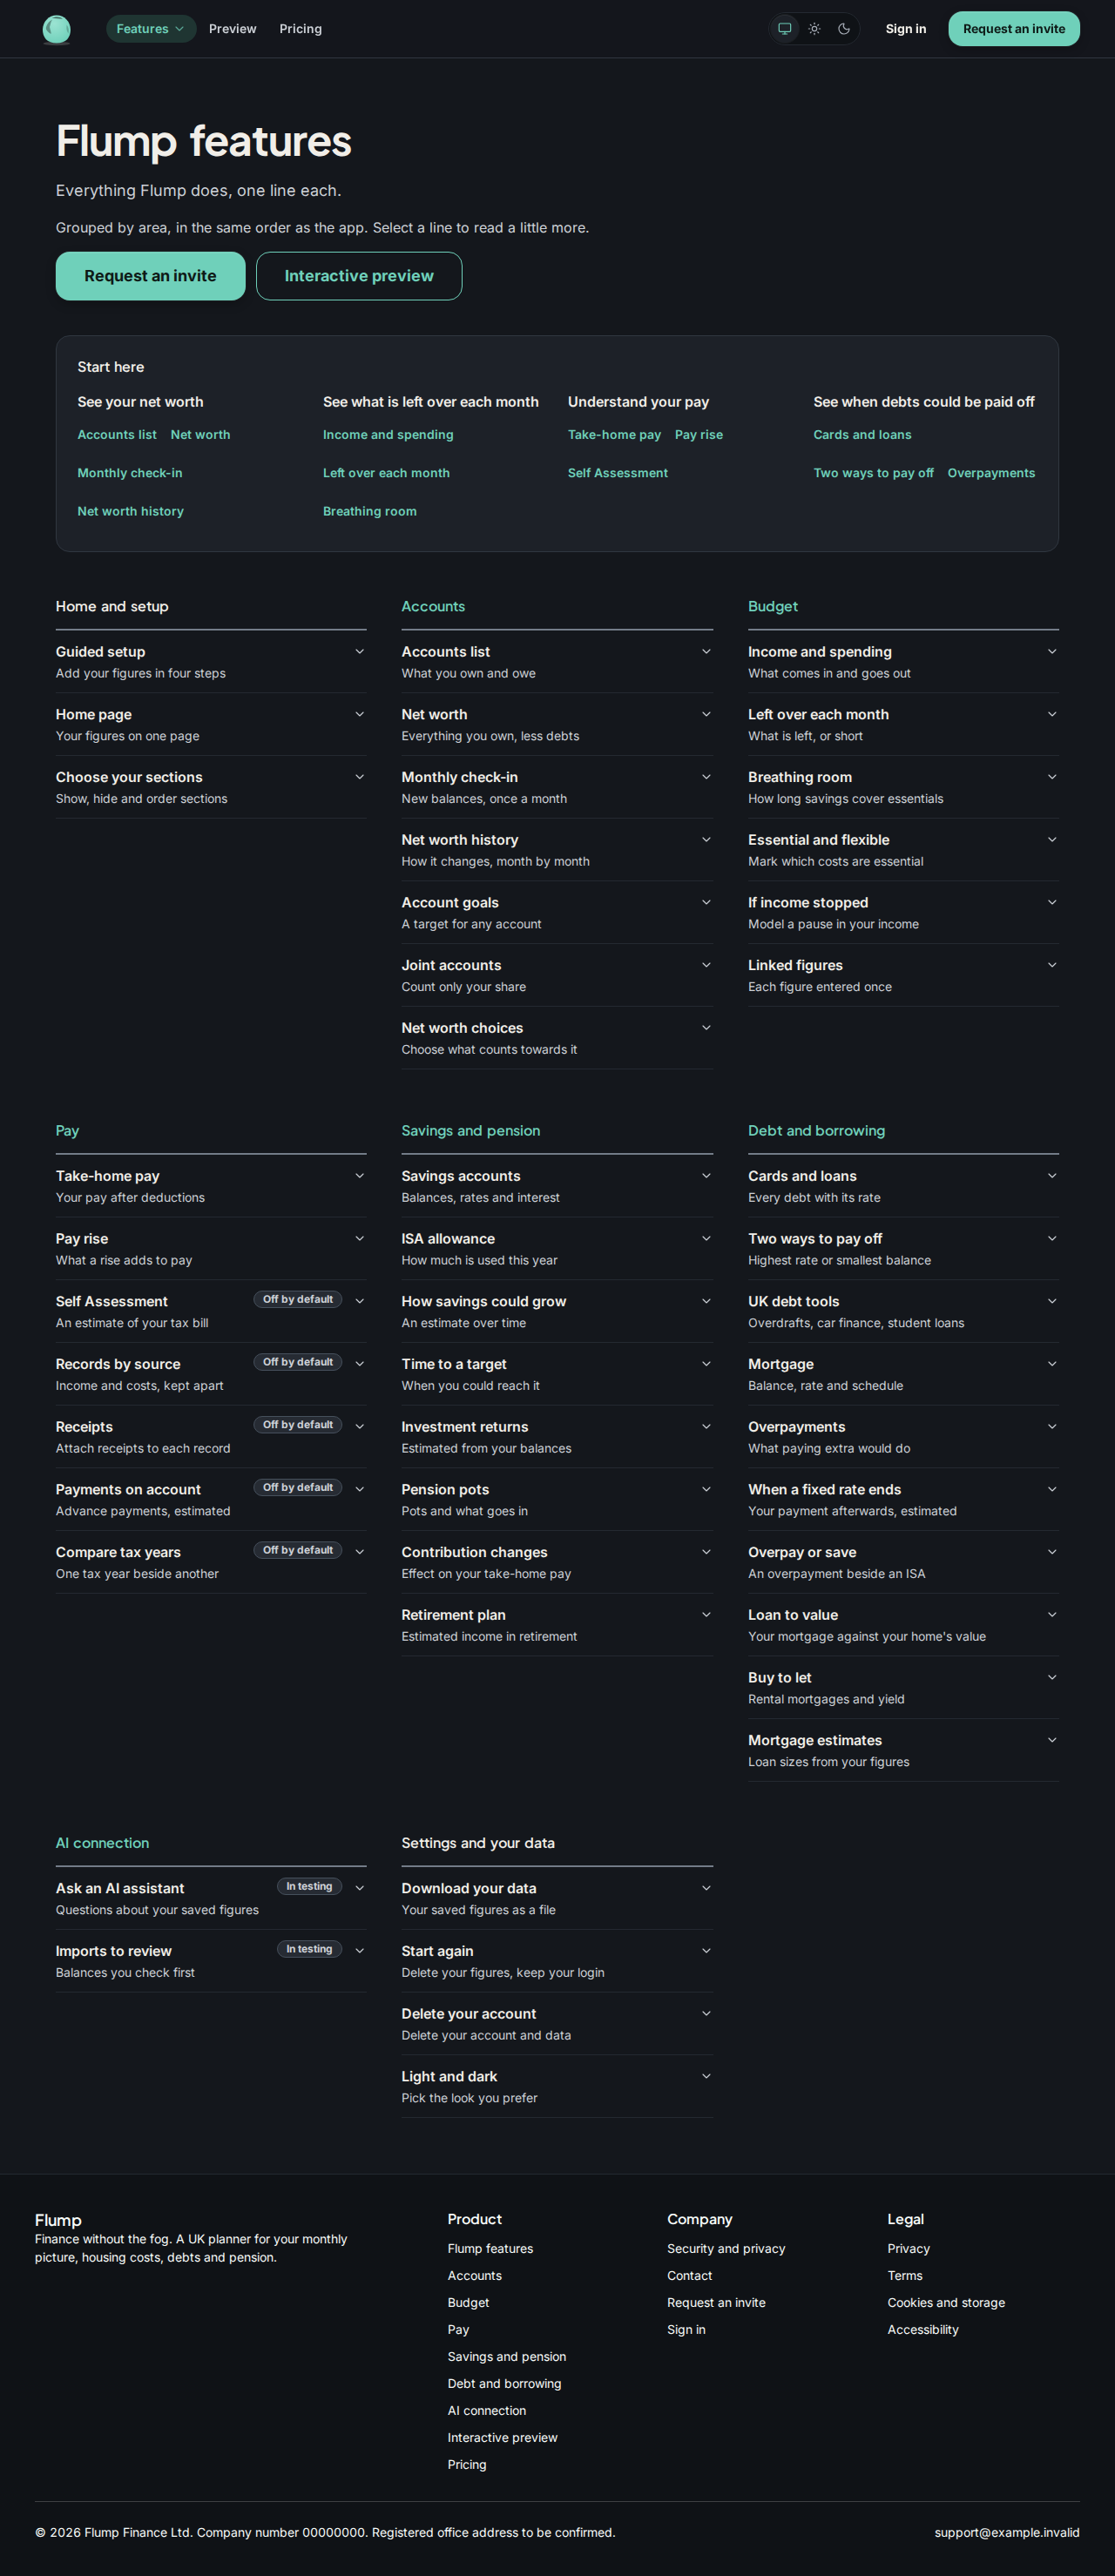 Features
Preview
Pricing
Sign in
Request an invite
Flump features
Everything Flump does, one line each.
Grouped by area, in the same order as the app. Select a line to read a little more.
Request an invite
Interactive preview
Start here
See your net worth
Accounts list
Net worth
Monthly check-in
Net worth history
See what is left over each month
Income and spending
Left over each month
Breathing room
Understand your pay
Take-home pay
Pay rise
Self Assessment
See when debts could be paid off
Cards and loans
Two ways to pay off
Overpayments
Home and setup
Guided setup
Add your figures in four steps
Home page
Your figures on one page
Choose your sections
Show, hide and order sections
Accounts
Accounts list
What you own and owe
Net worth
Everything you own, less debts
Monthly check-in
New balances, once a month
Net worth history
How it changes, month by month
Account goals
A target for any account
Joint accounts
Count only your share
Net worth choices
Choose what counts towards it
Budget
Income and spending
What comes in and goes out
Left over each month
What is left, or short
Breathing room
How long savings cover essentials
Essential and flexible
Mark which costs are essential
If income stopped
Model a pause in your income
Linked figures
Each figure entered once
Pay
Take-home pay
Your pay after deductions
Pay rise
What a rise adds to pay
Self Assessment
Off by default
An estimate of your tax bill
Records by source
Off by default
Income and costs, kept apart
Receipts
Off by default
Attach receipts to each record
Payments on account
Off by default
Advance payments, estimated
Compare tax years
Off by default
One tax year beside another
Savings and pension
Savings accounts
Balances, rates and interest
ISA allowance
How much is used this year
How savings could grow
An estimate over time
Time to a target
When you could reach it
Investment returns
Estimated from your balances
Pension pots
Pots and what goes in
Contribution changes
Effect on your take-home pay
Retirement plan
Estimated income in retirement
Debt and borrowing
Cards and loans
Every debt with its rate
Two ways to pay off
Highest rate or smallest balance
UK debt tools
Overdrafts, car finance, student loans
Mortgage
Balance, rate and schedule
Overpayments
What paying extra would do
When a fixed rate ends
Your payment afterwards, estimated
Overpay or save
An overpayment beside an ISA
Loan to value
Your mortgage against your home's value
Buy to let
Rental mortgages and yield
Mortgage estimates
Loan sizes from your figures
AI connection
Ask an AI assistant
In testing
Questions about your saved figures
Imports to review
In testing
Balances you check first
Settings and your data
Download your data
Your saved figures as a file
Start again
Delete your figures, keep your login
Delete your account
Delete your account and data
Light and dark
Pick the look you prefer
Flump
Finance without the fog. A UK planner for your monthly
picture, housing costs, debts and pension.
Product
Flump features
Accounts
Budget
Pay
Savings and pension
Debt and borrowing
AI connection
Interactive preview
Pricing
Company
Security and privacy
Contact
Request an invite
Sign in
Legal
Privacy
Terms
Cookies and storage
Accessibility
© 2026 Flump Finance Ltd. Company number 00000000. Registered office address to be confirmed.
support@example.invalid